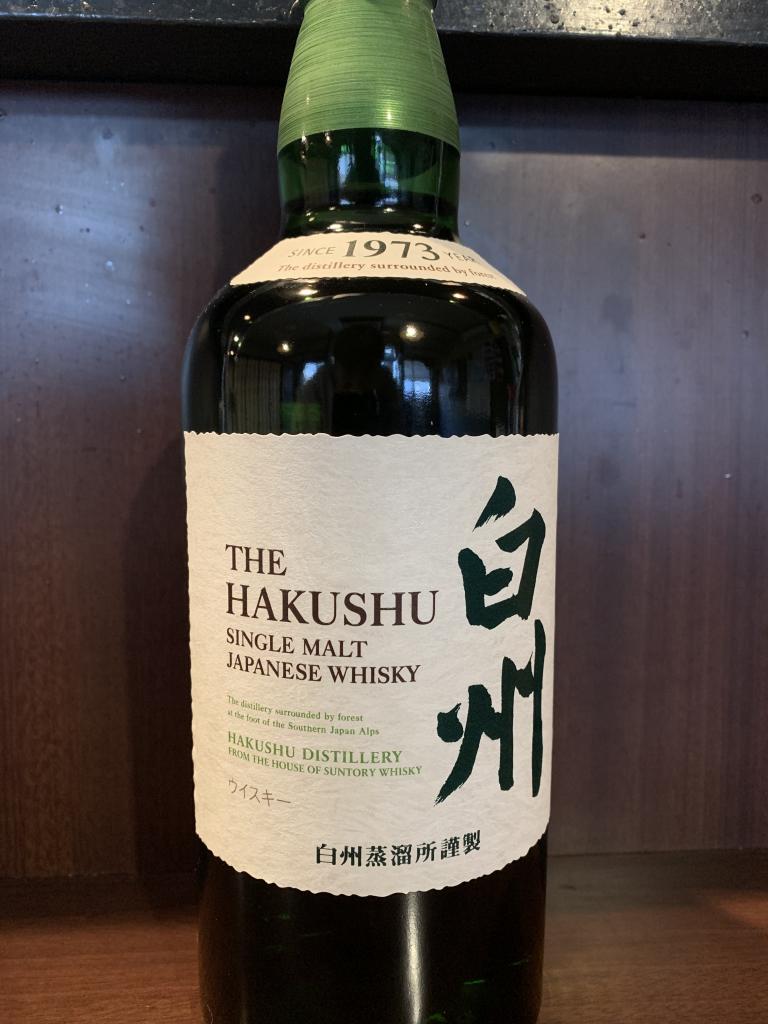 SINCE 1973 YEAR
The distillery surrounded by forest
白州
THE
HAKUSHU
SINGLE MALT
JAPANESE WHISKY
The distillery surrounded by forest
at the foot of the Southern Japan Alps
HAKUSHU DISTILLERY
FROM THE HOUSE OF SUNTORY WHISKY
ウイスキー
白州蒸溜所謹製